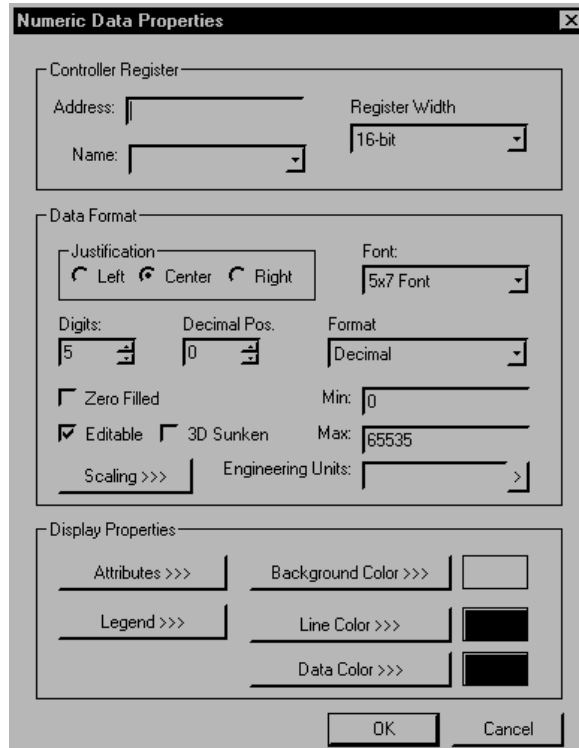 Numeric Data Properties
Controller Register
Address:
Register Width
16-bit
Name:
Data Format
Justification
Left Center Right
Font:
5x7 Font
Digits: Decimal Pos. Format
5 0 Decimal
Zero Filled
Min: 0
Editable 3D Sunken
Max: 65535
Scaling >>>
Engineering Units: >
Display Properties
Attributes >>> Background Color >>>
Legend >>> Line Color >>>
Data Color >>>
OK Cancel